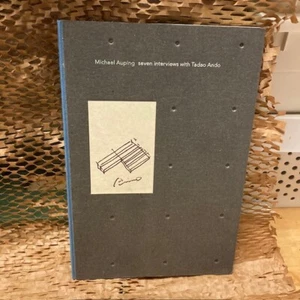 Michael Auping seven interviews with Tadao Ando